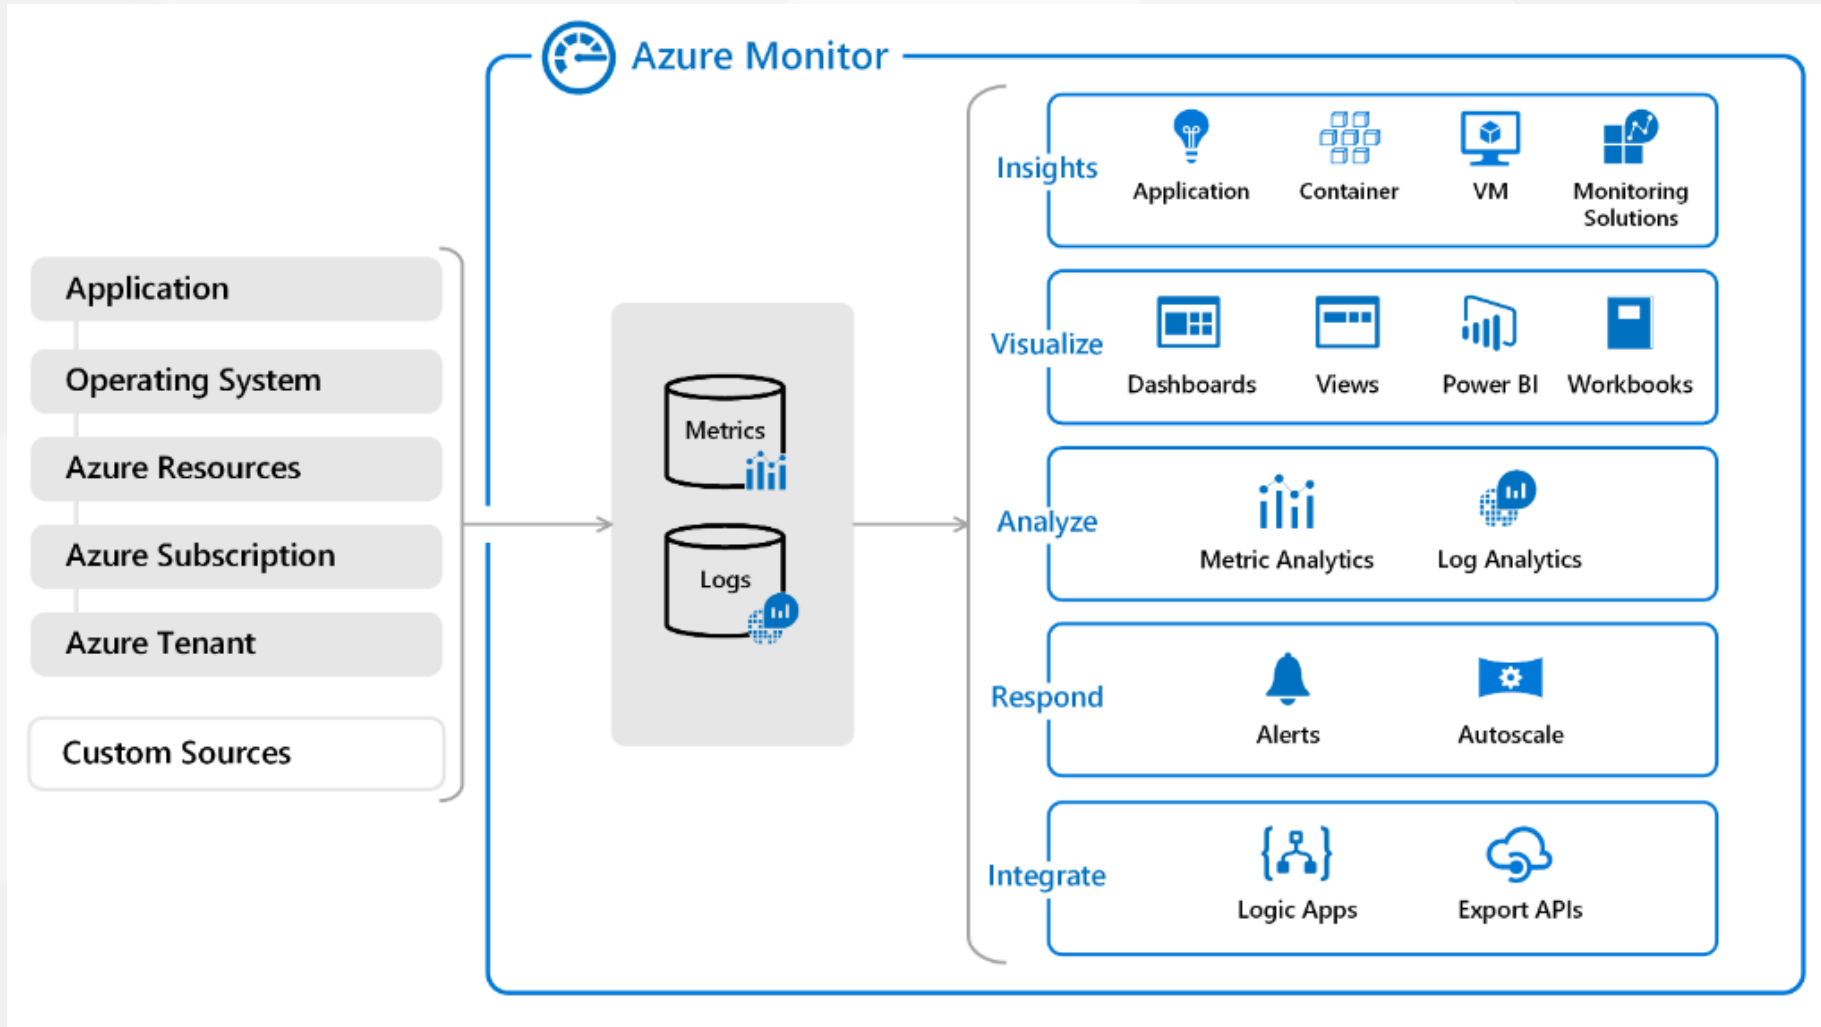 Azure Monitor
Application
Operating System
Azure Resources
Azure Subscription
Azure Tenant
Custom Sources
Metrics
Logs
Insights
Application
Container
VM
Monitoring
Solutions
Visualize
Dashboards
Views
Power BI
Workbooks
Analyze
Metric Analytics
Log Analytics
Respond
Alerts
Autoscale
Integrate
Logic Apps
Export APIs